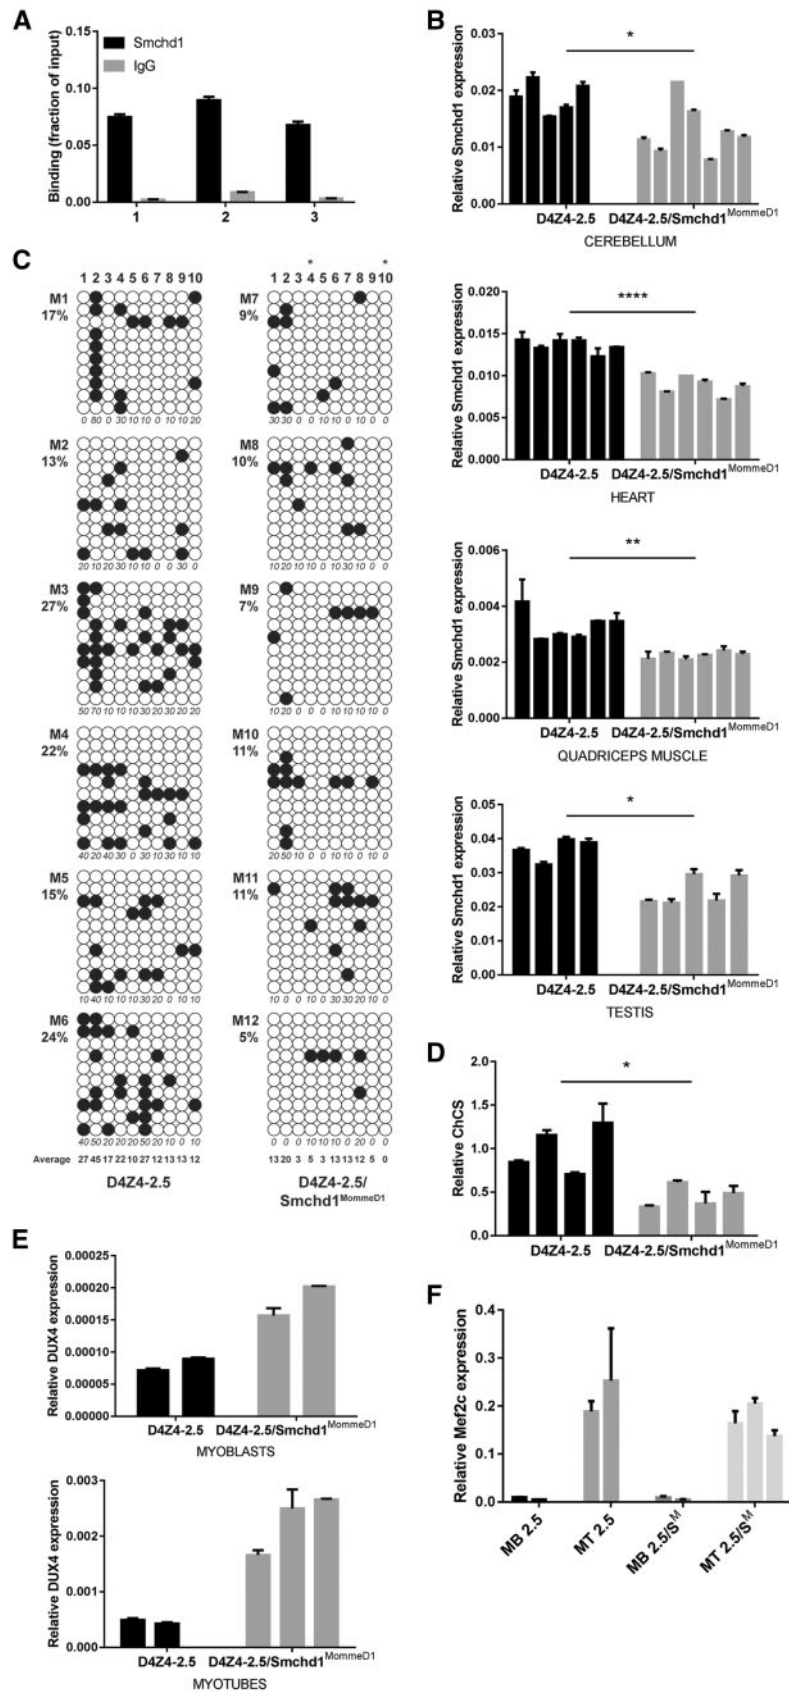 A
Binding (fraction of input)
0.15
0.10
0.05
0.00
Smchd1
IgG
1 2 3
B
Relative Smchd1 expression
0.03
0.02
0.01
0.00
*
D4Z4-2.5 D4Z4-2.5/Smchd1MommeD1
CEREBELLUM
Relative Smchd1 expression
0.020
0.015
0.010
0.005
0.000
****
D4Z4-2.5 D4Z4-2.5/Smchd1MommeD1
HEART
Relative Smchd1 expression
0.006
0.004
0.002
0.000
**
D4Z4-2.5 D4Z4-2.5/Smchd1MommeD1
QUADRICEPS MUSCLE
Relative Smchd1 expression
0.05
0.04
0.03
0.02
0.01
0.00
*
D4Z4-2.5 D4Z4-2.5/Smchd1MommeD1
TESTIS
C
1 2 3 4 5 6 7 8 9 10
M1
17%
0 80 0 30 10 10 0 10 10 20
M2
13%
20 10 20 30 10 10 0 0 30 0
M3
27%
50 70 10 10 10 30 20 30 20 20
M4
22%
40 20 40 30 0 30 10 30 10 10
M5
15%
10 40 10 10 10 30 20 0 10 10
M6
24%
40 50 20 20 20 50 20 10 0 10
Average 27 45 17 22 10 27 12 13 13 12
D4Z4-2.5
* *
1 2 3 4 5 6 7 8 9 10
M7
9%
30 30 0 0 10 10 0 10 0 0
M8
10%
10 20 10 10 0 10 30 10 0 0
M9
7%
10 20 0 0 0 10 10 10 10 0
M10
11%
20 50 10 0 0 10 10 0 10 0
M11
11%
10 0 0 10 0 30 30 20 10 0
M12
5%
0 0 0 10 10 10 0 20 0 0
13 20 3 5 3 13 13 12 5 0
D4Z4-2.5/
Smchd1MommeD1
D
Relative ChCS
2.0
1.5
1.0
0.5
0.0
*
D4Z4-2.5 D4Z4-2.5/Smchd1MommeD1
E
Relative DUX4 expression
0.00025
0.00020
0.00015
0.00010
0.00005
0.00000
D4Z4-2.5 D4Z4-2.5/Smchd1MommeD1
MYOBLASTS
Relative DUX4 expression
0.003
0.002
0.001
0.000
D4Z4-2.5 D4Z4-2.5/Smchd1MommeD1
MYOTUBES
F
Relative Mef2c expression
0.4
0.3
0.2
0.1
0.0
MB 2.5
MT 2.5
MB 2.5/SM
MT 2.5/SM